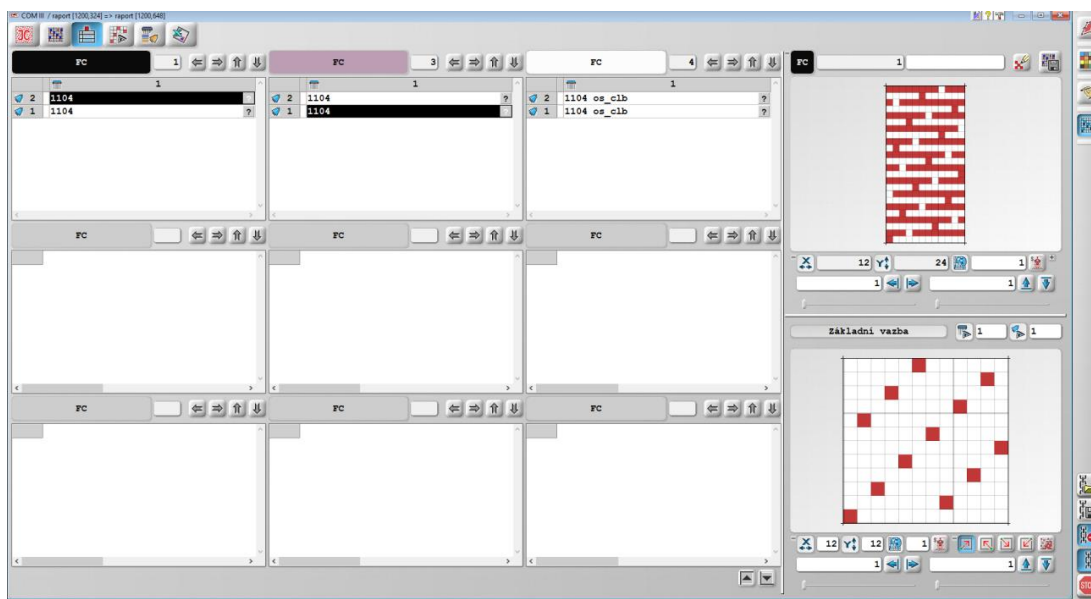 COM III / raport [1200,324] => raport [1200,648]
FC 1
FC 3
FC 4
FC 1
1
2 1104
1 1104 ?
1
2 1104 ?
1 1104
1
2 1104 os_clb ?
1 1104 os_clb ?
FC
FC
FC
X 12 Y 24 1
1 1
Základní vazba 1 1
FC
FC
FC
X 12 Y 12 1
1 1
STO